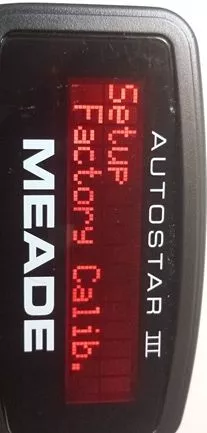 AUTOSTAR III
Setup
Factory Calib.
MEADE